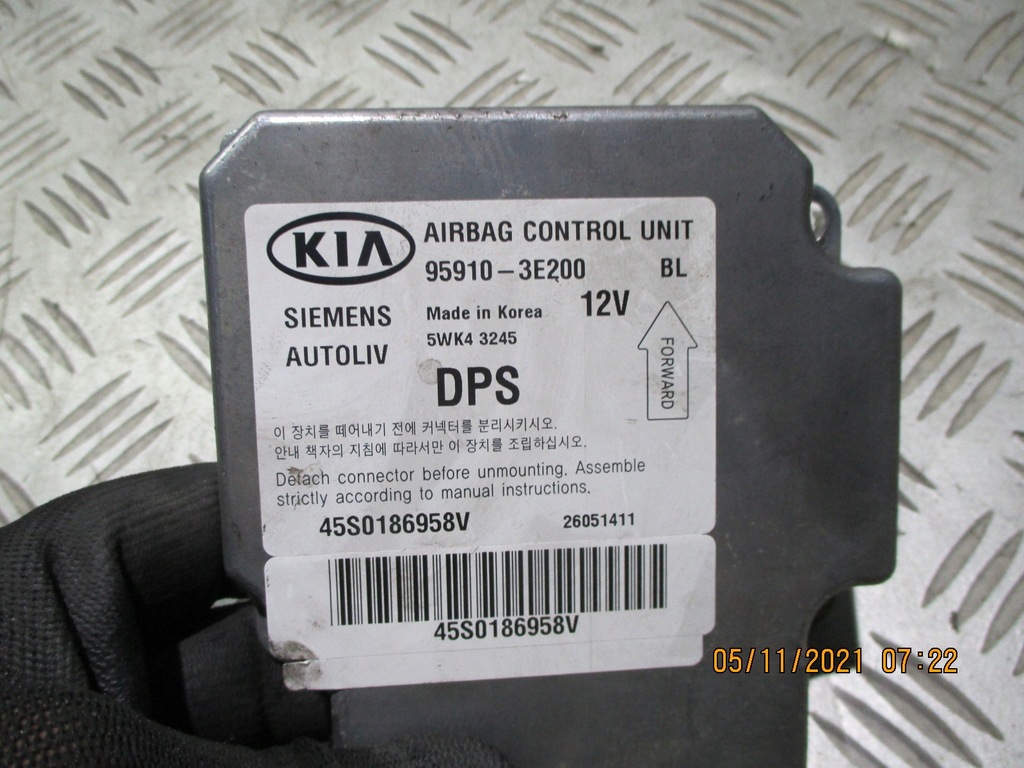 KIA AIRBAG CONTROL UNIT
95910-3E200 BL
SIEMENS Made in Korea 12V
5WK4 3245
AUTOLIV
FORWARD
DPS
이 장치를 떼어내기 전에 커넥터를 분리시키시오.
안내 책자의 지침에 따라서만 이 장치를 조립하십시오.
Detach connector before unmounting. Assemble
strictly according to manual instructions.
45S0186958V 26051411
45S0186958V
05/11/2021 07:22